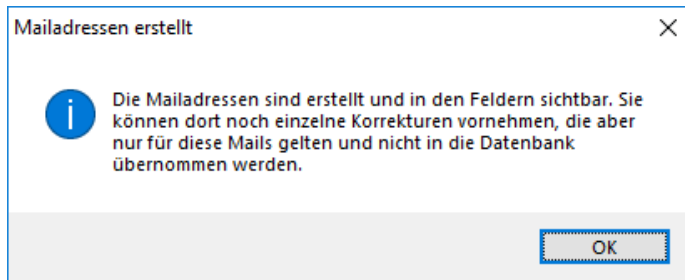 Mailadressen erstellt
Die Mailadressen sind erstellt und in den Feldern sichtbar. Sie
können dort noch einzelne Korrekturen vornehmen, die aber
nur für diese Mails gelten und nicht in die Datenbank
übernommen werden.
OK